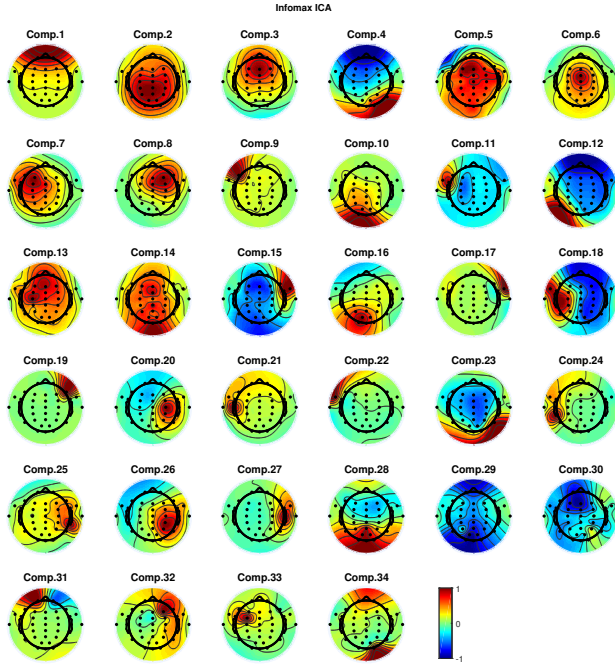 Infomax ICA
Comp.1 Comp.2 Comp.3 Comp.4 Comp.5 Comp.6
Comp.7 Comp.8 Comp.9 Comp.10 Comp.11 Comp.12
Comp.13 Comp.14 Comp.15 Comp.16 Comp.17 Comp.18
Comp.19 Comp.20 Comp.21 Comp.22 Comp.23 Comp.24
Comp.25 Comp.26 Comp.27 Comp.28 Comp.29 Comp.30
Comp.31 Comp.32 Comp.33 Comp.34
1
0
-1